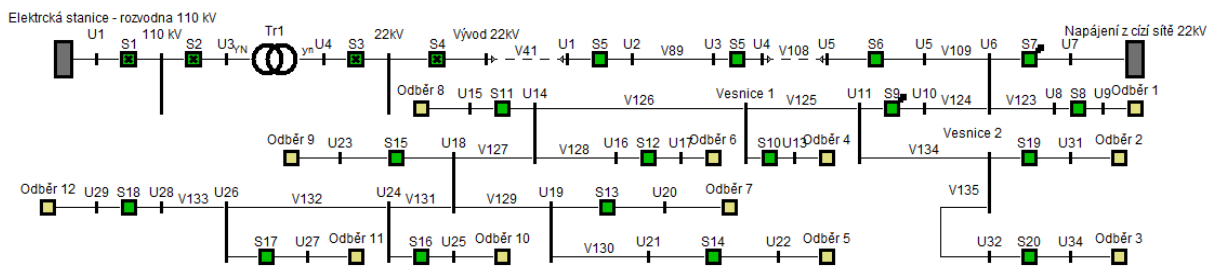 Elektrcká stanice - rozvodna 110 kV
U1 S1 110 kV S2 U3 YN Tr1 yn U4 S3 22kV S4 Vývod 22kV V41 U1 S5 U2 V89 U3 S5 U4 V108 U5 S6 U5 V109 U6 S7 U7 Napájení z cízí sítě 22kV
Odběr 8 U15 S11 U14 V126 Vesnice 1 V125 U11 S9 U10 V124 V123 U8 S8 U9 Odběr 1
Odběr 9 U23 S15 U18 V127 V128 U16 S12 U17 Odběr 6 S10 U13 Odběr 4 V134 Vesnice 2 S19 U31 Odběr 2
Odběr 12 U29 S18 U28 V133 U26 V132 U24 V131 V129 U19 S13 U20 Odběr 7 V135
S17 U27 Odběr 11 S16 U25 Odběr 10 V130 U21 S14 U22 Odběr 5 U32 S20 U34 Odběr 3